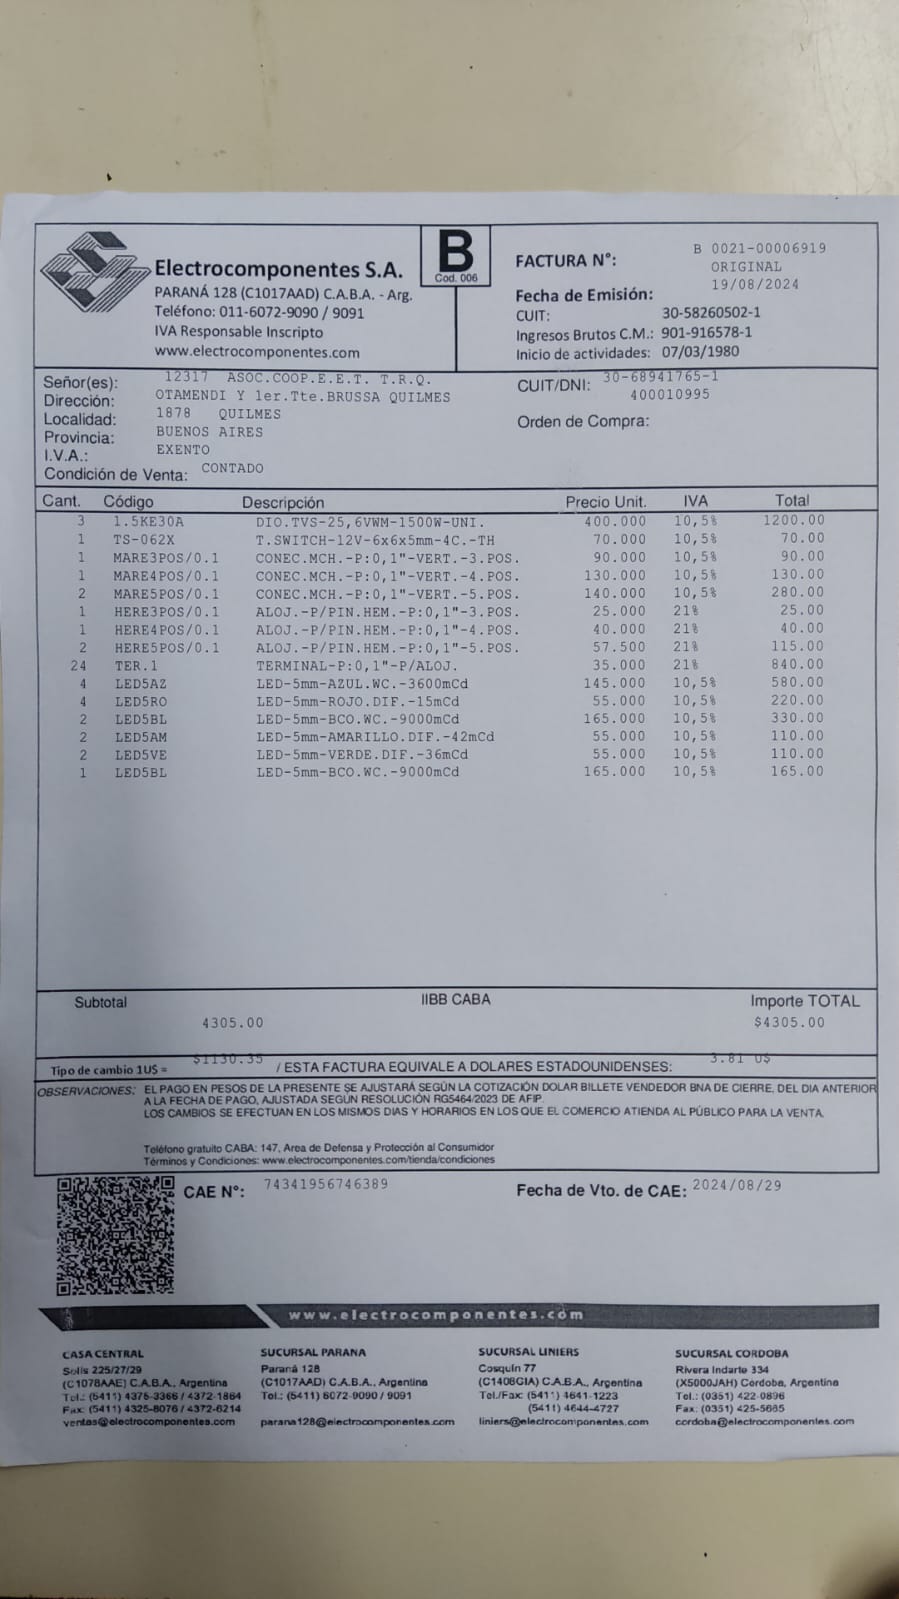 Electrocomponentes S.A.
PARANÁ 128 (C1017AAD) C.A.B.A. - Arg.
Teléfono: 011-6072-9090 / 9091
IVA Responsable Inscripto
www.electrocomponentes.com
B
Cod. 006
FACTURA N°: B 0021-00006919
ORIGINAL
Fecha de Emisión: 19/08/2024
CUIT: 30-58260502-1
Ingresos Brutos C.M.: 901-916578-1
Inicio de actividades: 07/03/1980
Señor(es): 12317 ASOC.COOP.E.E.T. T.R.Q.
Dirección: OTAMENDI Y 1er.Tte.BRUSSA QUILMES
Localidad: 1878 QUILMES
Provincia: BUENOS AIRES
I.V.A.: EXENTO
Condición de Venta: CONTADO
CUIT/DNI: 30-68941765-1
400010995
Orden de Compra:
Cant. Código Descripción Precio Unit. IVA Total
3 1.5KE30A DIO.TVS-25,6VWM-1500W-UNI. 400.000 10,5% 1200.00
1 TS-062X T.SWITCH-12V-6x6x5mm-4C.-TH 70.000 10,5% 70.00
1 MARE3POS/0.1 CONEC.MCH.-P:0,1"-VERT.-3.POS. 90.000 10,5% 90.00
1 MARE4POS/0.1 CONEC.MCH.-P:0,1"-VERT.-4.POS. 130.000 10,5% 130.00
2 MARE5POS/0.1 CONEC.MCH.-P:0,1"-VERT.-5.POS. 140.000 10,5% 280.00
1 HERE3POS/0.1 ALOJ.-P/PIN.HEM.-P:0,1"-3.POS. 25.000 21% 25.00
1 HERE4POS/0.1 ALOJ.-P/PIN.HEM.-P:0,1"-4.POS. 40.000 21% 40.00
2 HERE5POS/0.1 ALOJ.-P/PIN.HEM.-P:0,1"-5.POS. 57.500 21% 115.00
24 TER.1 TERMINAL-P:0,1"-P/ALOJ. 35.000 21% 840.00
4 LED5AZ LED-5mm-AZUL.WC.-3600mCd 145.000 10,5% 580.00
4 LED5RO LED-5mm-ROJO.DIF.-15mCd 55.000 10,5% 220.00
2 LED5BL LED-5mm-BCO.WC.-9000mCd 165.000 10,5% 330.00
2 LED5AM LED-5mm-AMARILLO.DIF.-42mCd 55.000 10,5% 110.00
2 LED5VE LED-5mm-VERDE.DIF.-36mCd 55.000 10,5% 110.00
1 LED5BL LED-5mm-BCO.WC.-9000mCd 165.000 10,5% 165.00
Subtotal IIBB CABA Importe TOTAL
4305.00 $4305.00
Tipo de cambio 1U$ = $1130.35 / ESTA FACTURA EQUIVALE A DOLARES ESTADOUNIDENSES: 3.81 U$
OBSERVACIONES: EL PAGO EN PESOS DE LA PRESENTE SE AJUSTARÁ SEGÚN LA COTIZACIÓN DOLAR BILLETE VENDEDOR BNA DE CIERRE, DEL DIA ANTERIOR
A LA FECHA DE PAGO, AJUSTADA SEGÚN RESOLUCIÓN RG5464/2023 DE AFIP.
LOS CAMBIOS SE EFECTUAN EN LOS MISMOS DIAS Y HORARIOS EN LOS QUE EL COMERCIO ATIENDA AL PÚBLICO PARA LA VENTA.
Teléfono gratuito CABA: 147, Area de Defensa y Protección al Consumidor
Términos y Condiciones: www.electrocomponentes.com/tienda/condiciones
CAE N°: 74341956746389
Fecha de Vto. de CAE: 2024/08/29
www.electrocomponentes.com
CASA CENTRAL
Solís 225/27/29
(C1078AAE) C.A.B.A., Argentina
Tel.: (5411) 4375-3366 / 4372-1864
Fax: (5411) 4325-8076 / 4372-6214
ventas@electrocomponentes.com
SUCURSAL PARANA
Paraná 128
(C1017AAD) C.A.B.A., Argentina
Tel.: (5411) 6072-9090 / 9091
parana128@electrocomponentes.com
SUCURSAL LINIERS
Cosquín 77
(C1408GIA) C.A.B.A., Argentina
Tel./Fax: (5411) 4641-1223
(5411) 4644-4727
liniers@electrocomponentes.com
SUCURSAL CORDOBA
Rivera Indarte 334
(X5000JAH) Córdoba, Argentina
Tel.: (0351) 422-0896
Fax: (0351) 425-5665
cordoba@electrocomponentes.com